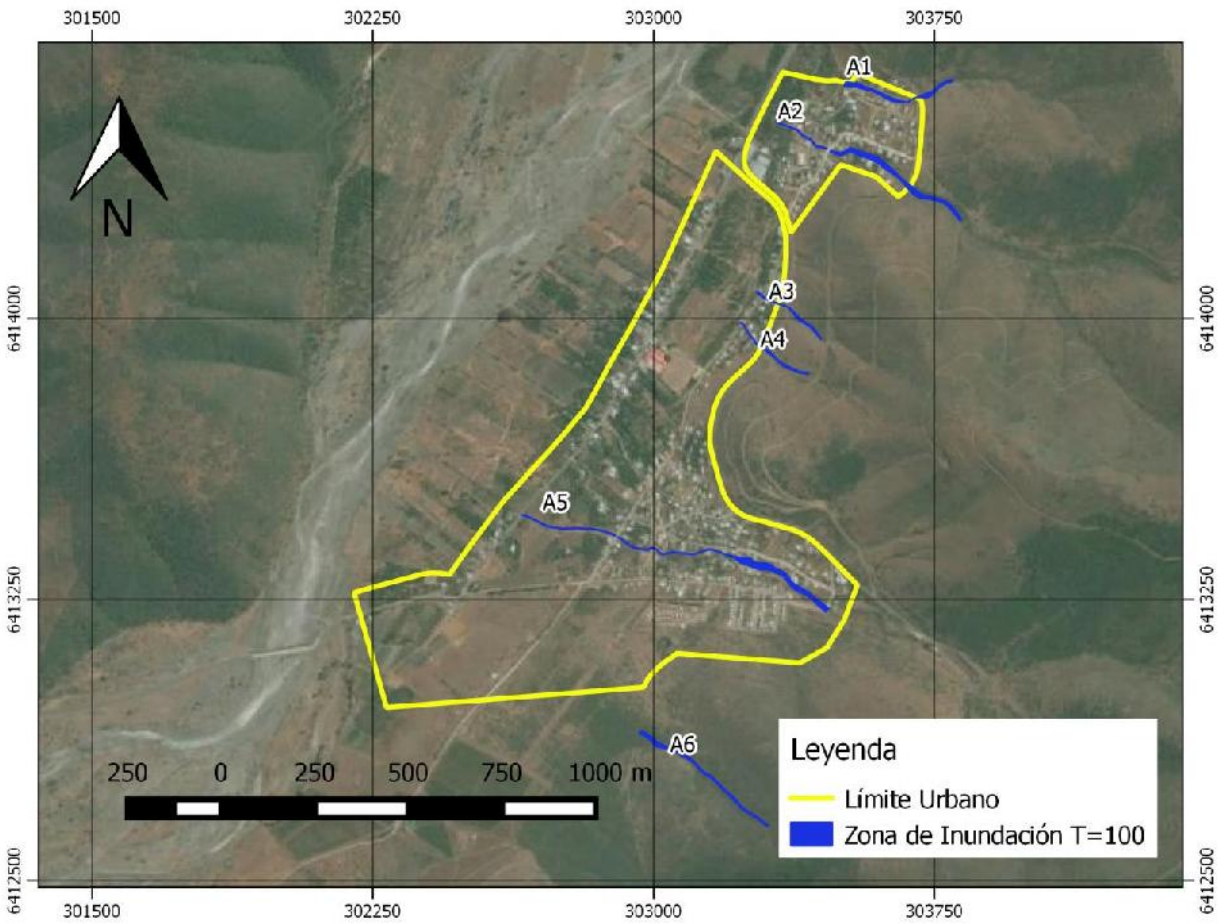 301500 302250 303000 303750
A1
A2
N
A3
6414000 6414000
A4
A5
6413250 6413250
A6
Leyenda
250 0 250 500 750 1000 m
Límite Urbano
Zona de Inundación T=100
6412500 6412500
301500 302250 303000 303750